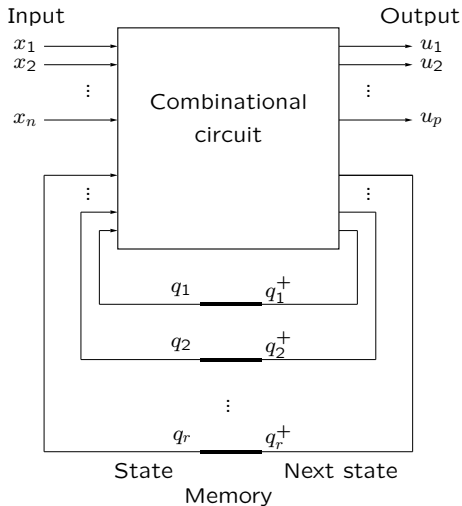 Input Output
x₁ u₁
x₂ u₂
⋮ ⋮
xₙ uₚ
Combinational
circuit
⋮ ⋮
q₁ q₁⁺
q₂ q₂⁺
⋮
qᵣ qᵣ⁺
State Next state
Memory